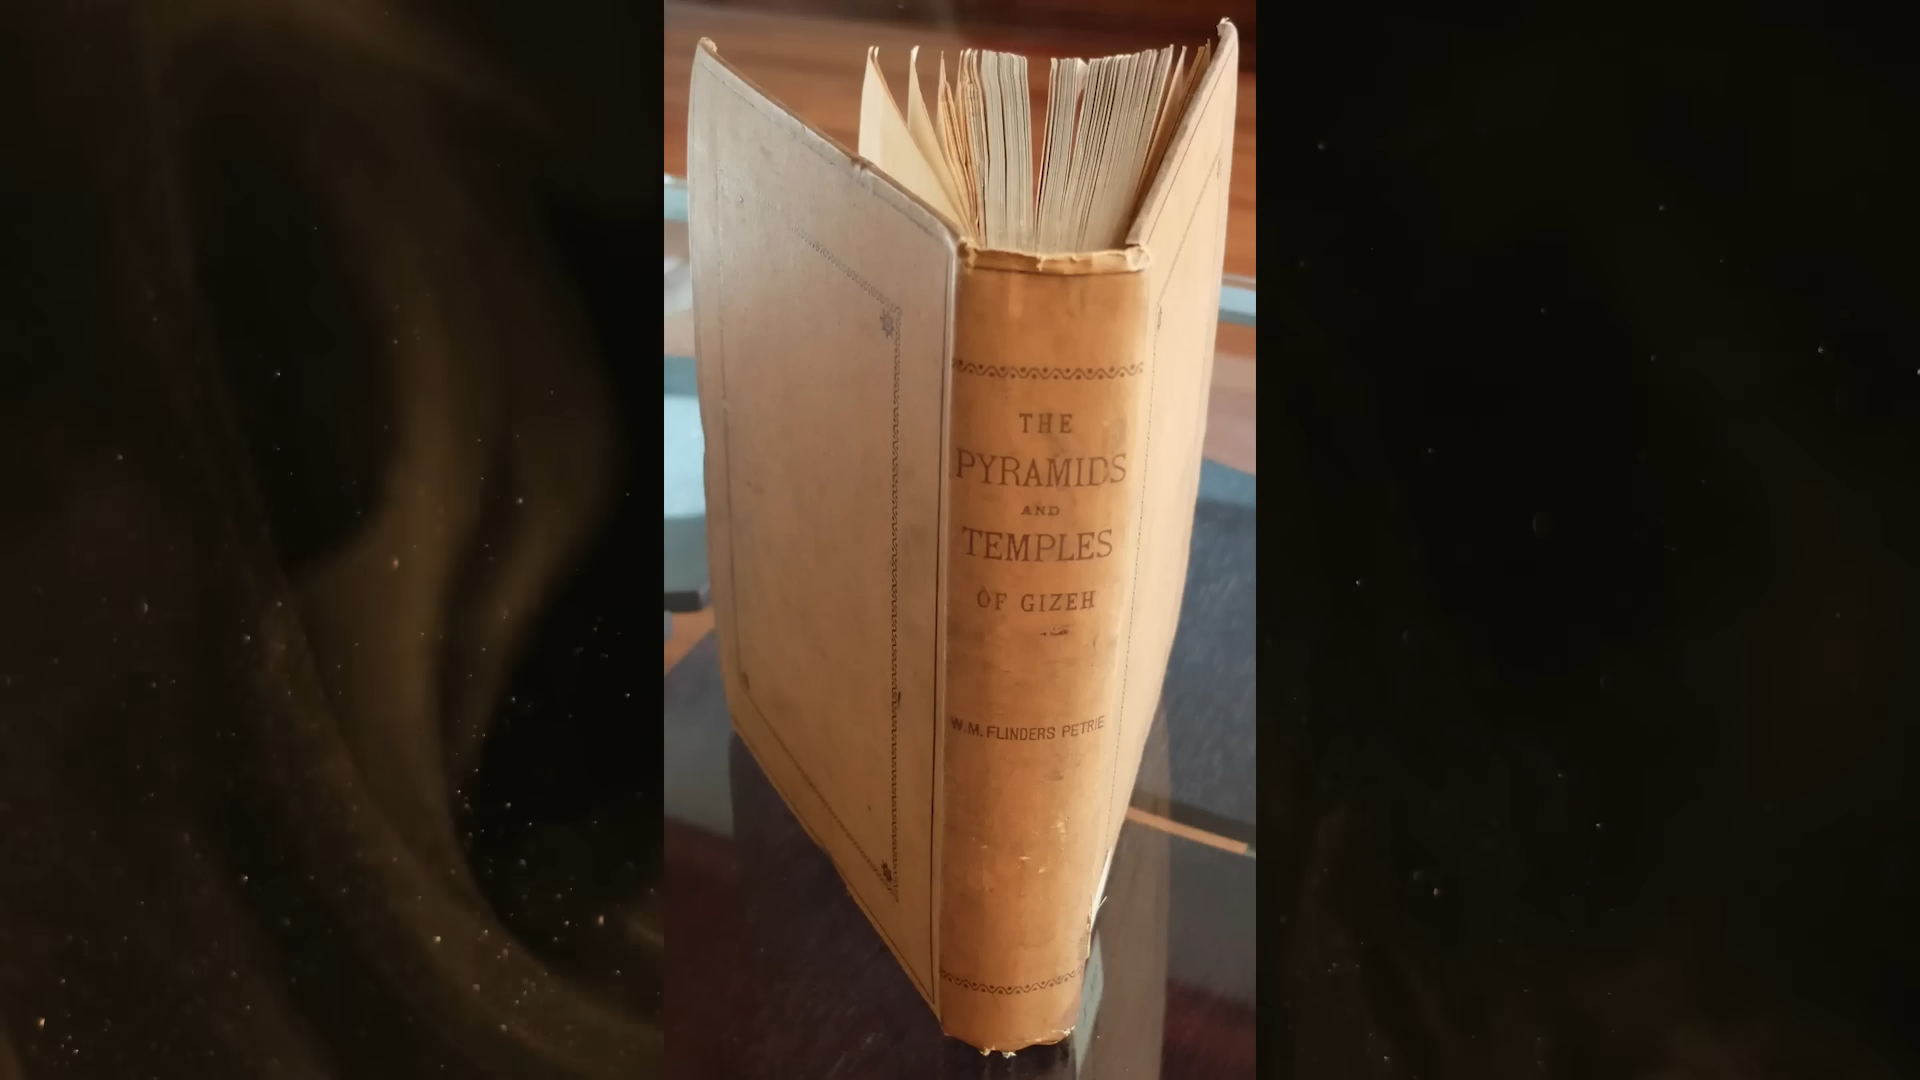 THE
PYRAMIDS
AND
TEMPLES
OF GIZEH
W.M. FLINDERS PETRIE